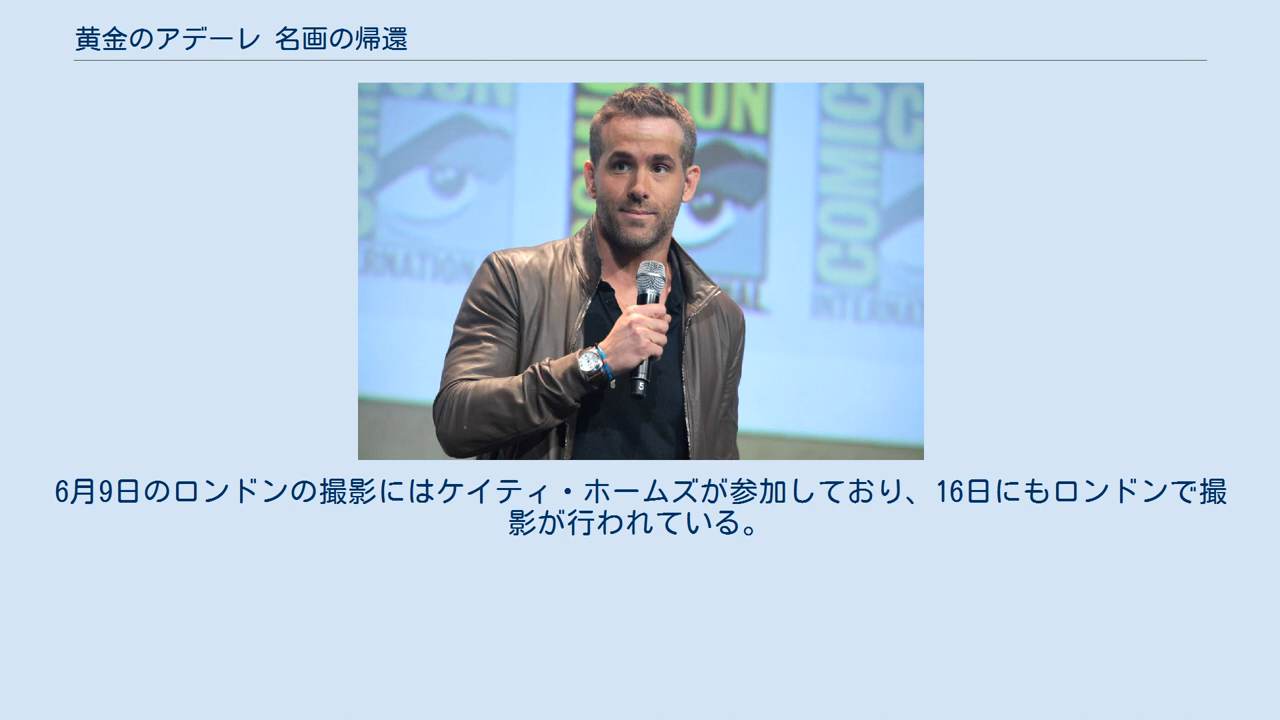 黄金のアデーレ 名画の帰還
CON
COMIC
INTERNATIONAL
6月9日のロンドンの撮影にはケイティ・ホームズが参加しており、16日にもロンドンで撮
影が行われている。